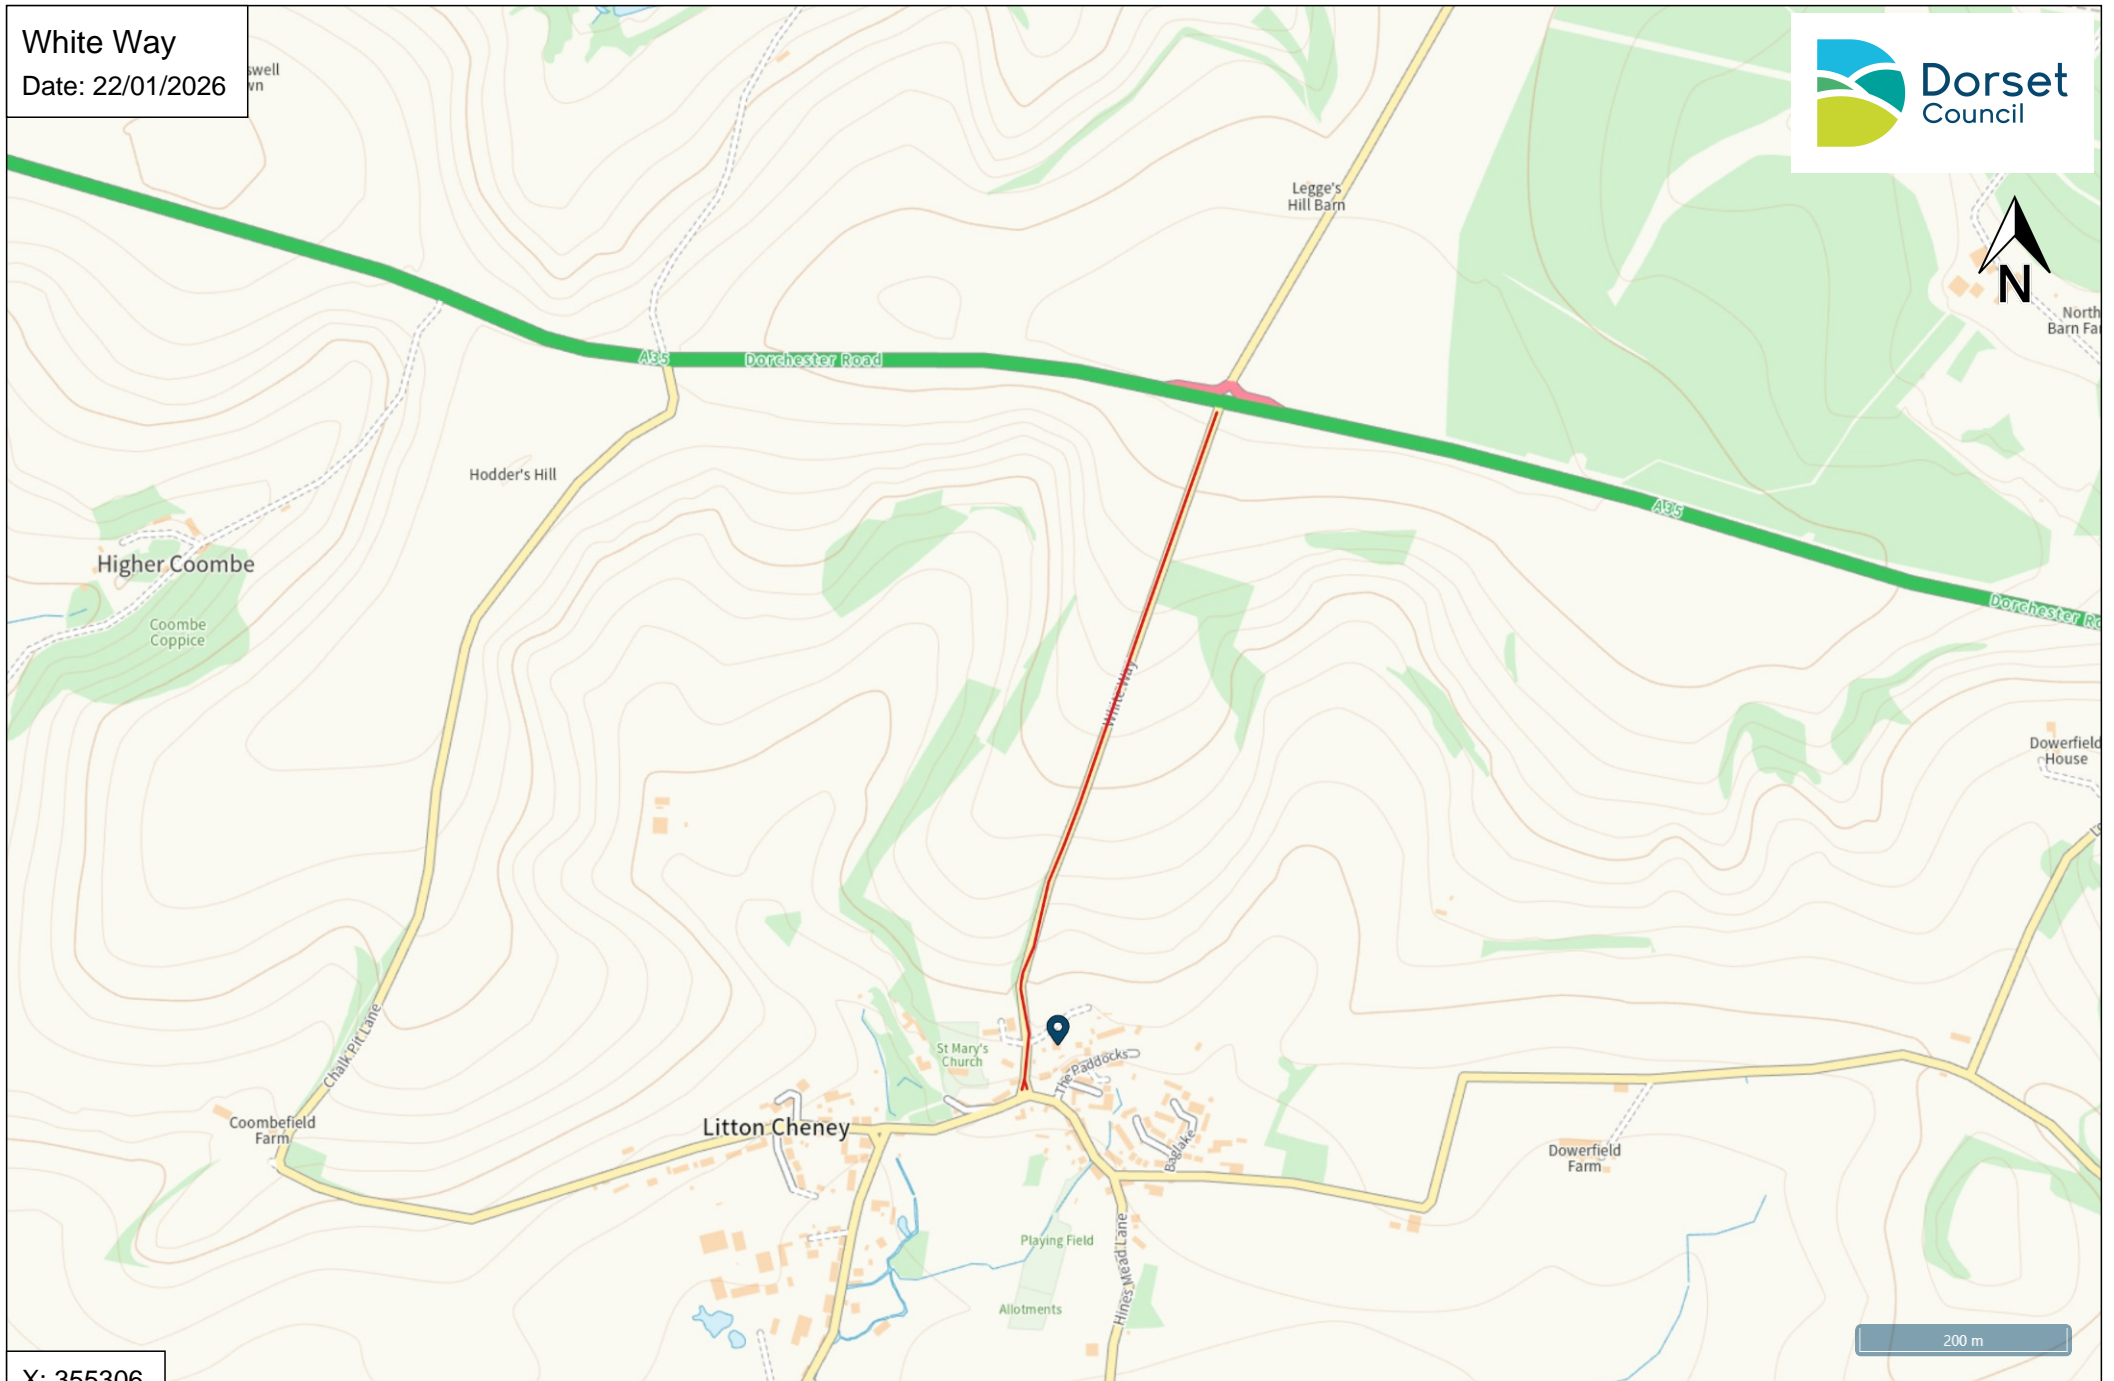 White Way
Date: 22/01/2026
swell
Dorset
Council
Legge's
Hill Barn
N
North
A35
Dorchester Road
Hodder's Hill
A35
Higher Coombe
Coombe
Coppice
Dorchester
White Way
Dowerfield
House
Chalk Pit Lane
St Mary's
Church
The Paddocks
Coombefield
Farm
Litton Cheney
Baglake
Dowerfield
Farm
Playing Field
Hines Mead Lane
Allotments
200 m
X: 355306